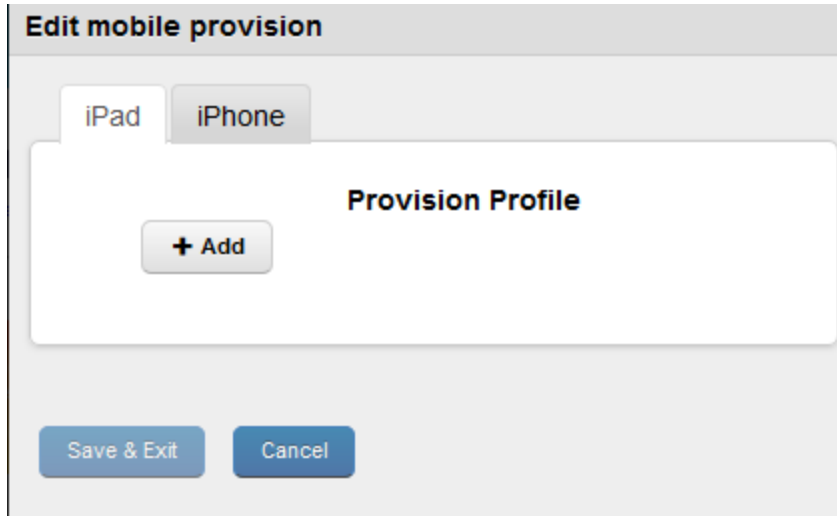 Edit mobile provision
iPad iPhone
Provision Profile
+ Add
Save & Exit Cancel